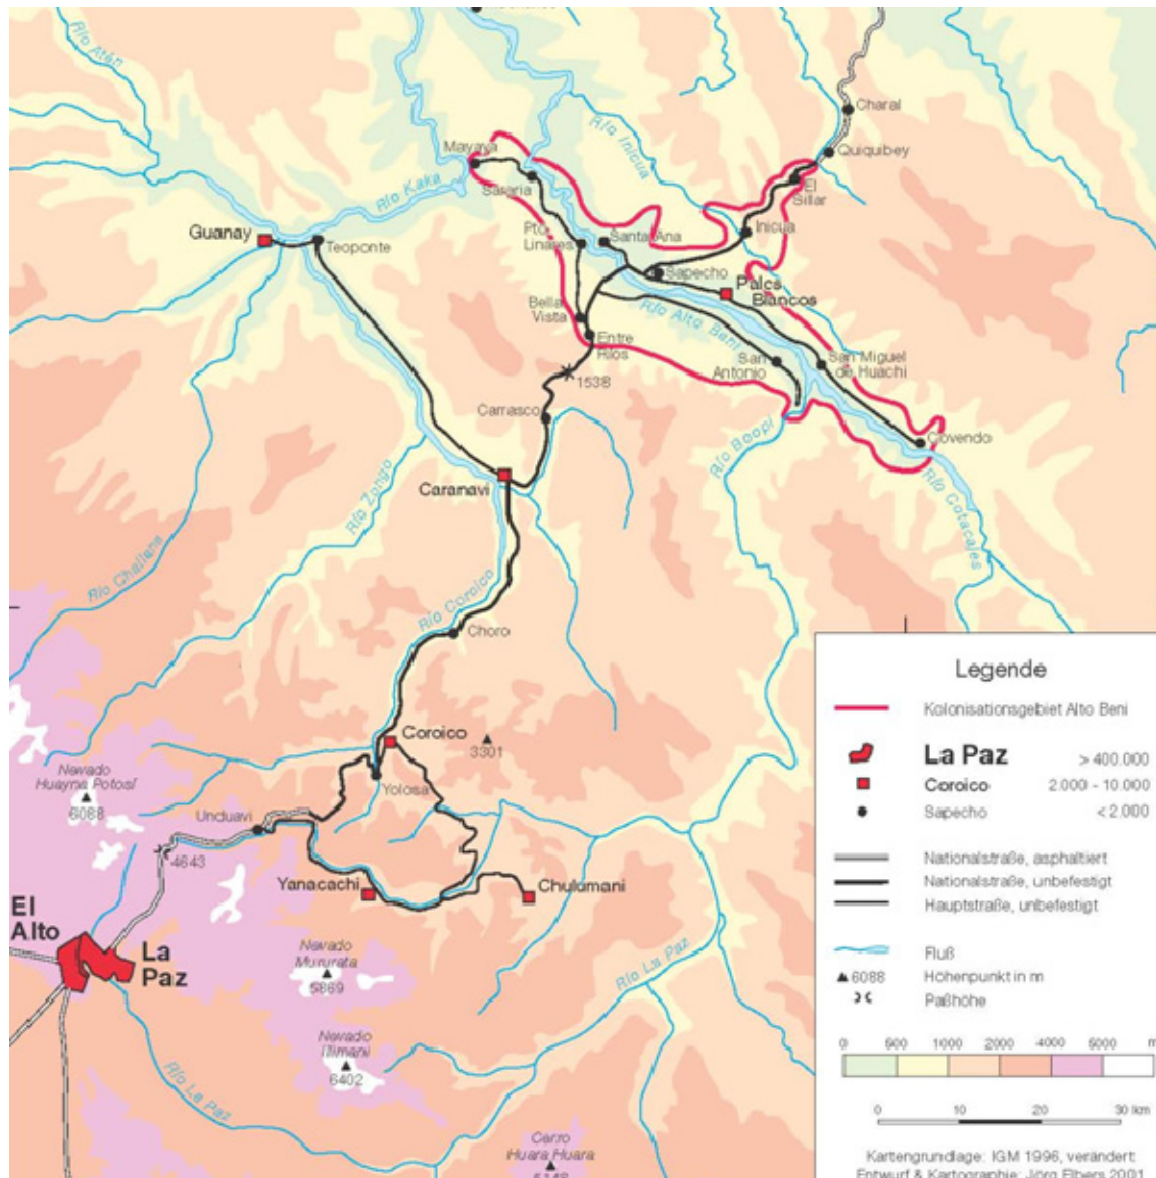 Río Atén
Charal
Río Inicua
Quiquibey
Mayaya
El
Sillar
Sararia
Río Kaka
Guanay
Teoponte
Pto
Linares
Santa Ana
Inicua
Sapecho
Palos
Blancos
Bella
Vista
Río Alto Beni
Entre
Ríos
San
Antonio
San Miguel
de Huachi
1538
Carrasco
Covendo
Río Boopi
Caranavi
Río Zongo
Río Cotacajes
Río Challana
Río Coroico
Choro
Coroico
3301
Nevado
Huayna Potosí
6088
Yolosa
Unduavi
4643
Yanacachi
Chulumani
El
Alto
La
Paz
Nevado
Mururata
5869
Río La Paz
Nevado
Illimani
6402
Río La Paz
Cerro
Huara Huara
Legende
Kolonisationsgebiet Alto Beni
La Paz > 400.000
Coroico 2.000 - 10.000
Sapecho < 2.000
Nationalstraße, asphaltiert
Nationalstraße, unbefestigt
Hauptstraße, unbefestigt
Fluß
6088 Höhenpunkt in m
Paßhöhe
0 500 1000 2000 4000 5000 m
0 10 20 30 km
Kartengrundlage: IGM 1996, verändert
Entwurf & Kartographie: Jörg Elbers 2001